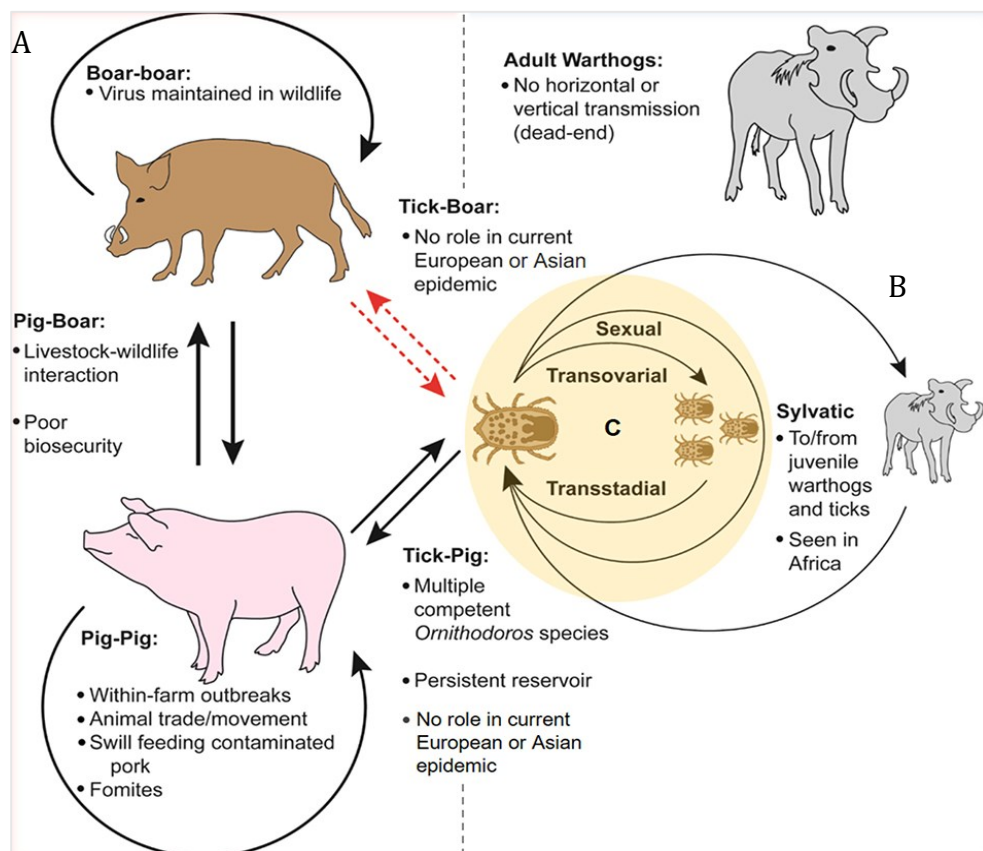 A
Boar-boar:
• Virus maintained in wildlife
Adult Warthogs:
• No horizontal or
vertical transmission
(dead-end)
Tick-Boar:
• No role in current
European or Asian
epidemic
B
Pig-Boar:
• Livestock-wildlife
interaction
• Poor
biosecurity
Sexual
Transovarial
C
Transstadial
Sylvatic
• To/from
juvenile
warthogs
and ticks
• Seen in
Africa
Tick-Pig:
• Multiple
competent
Ornithodoros species
• Persistent reservoir
• No role in current
European or Asian
epidemic
Pig-Pig:
• Within-farm outbreaks
• Animal trade/movement
• Swill feeding contaminated
pork
• Fomites